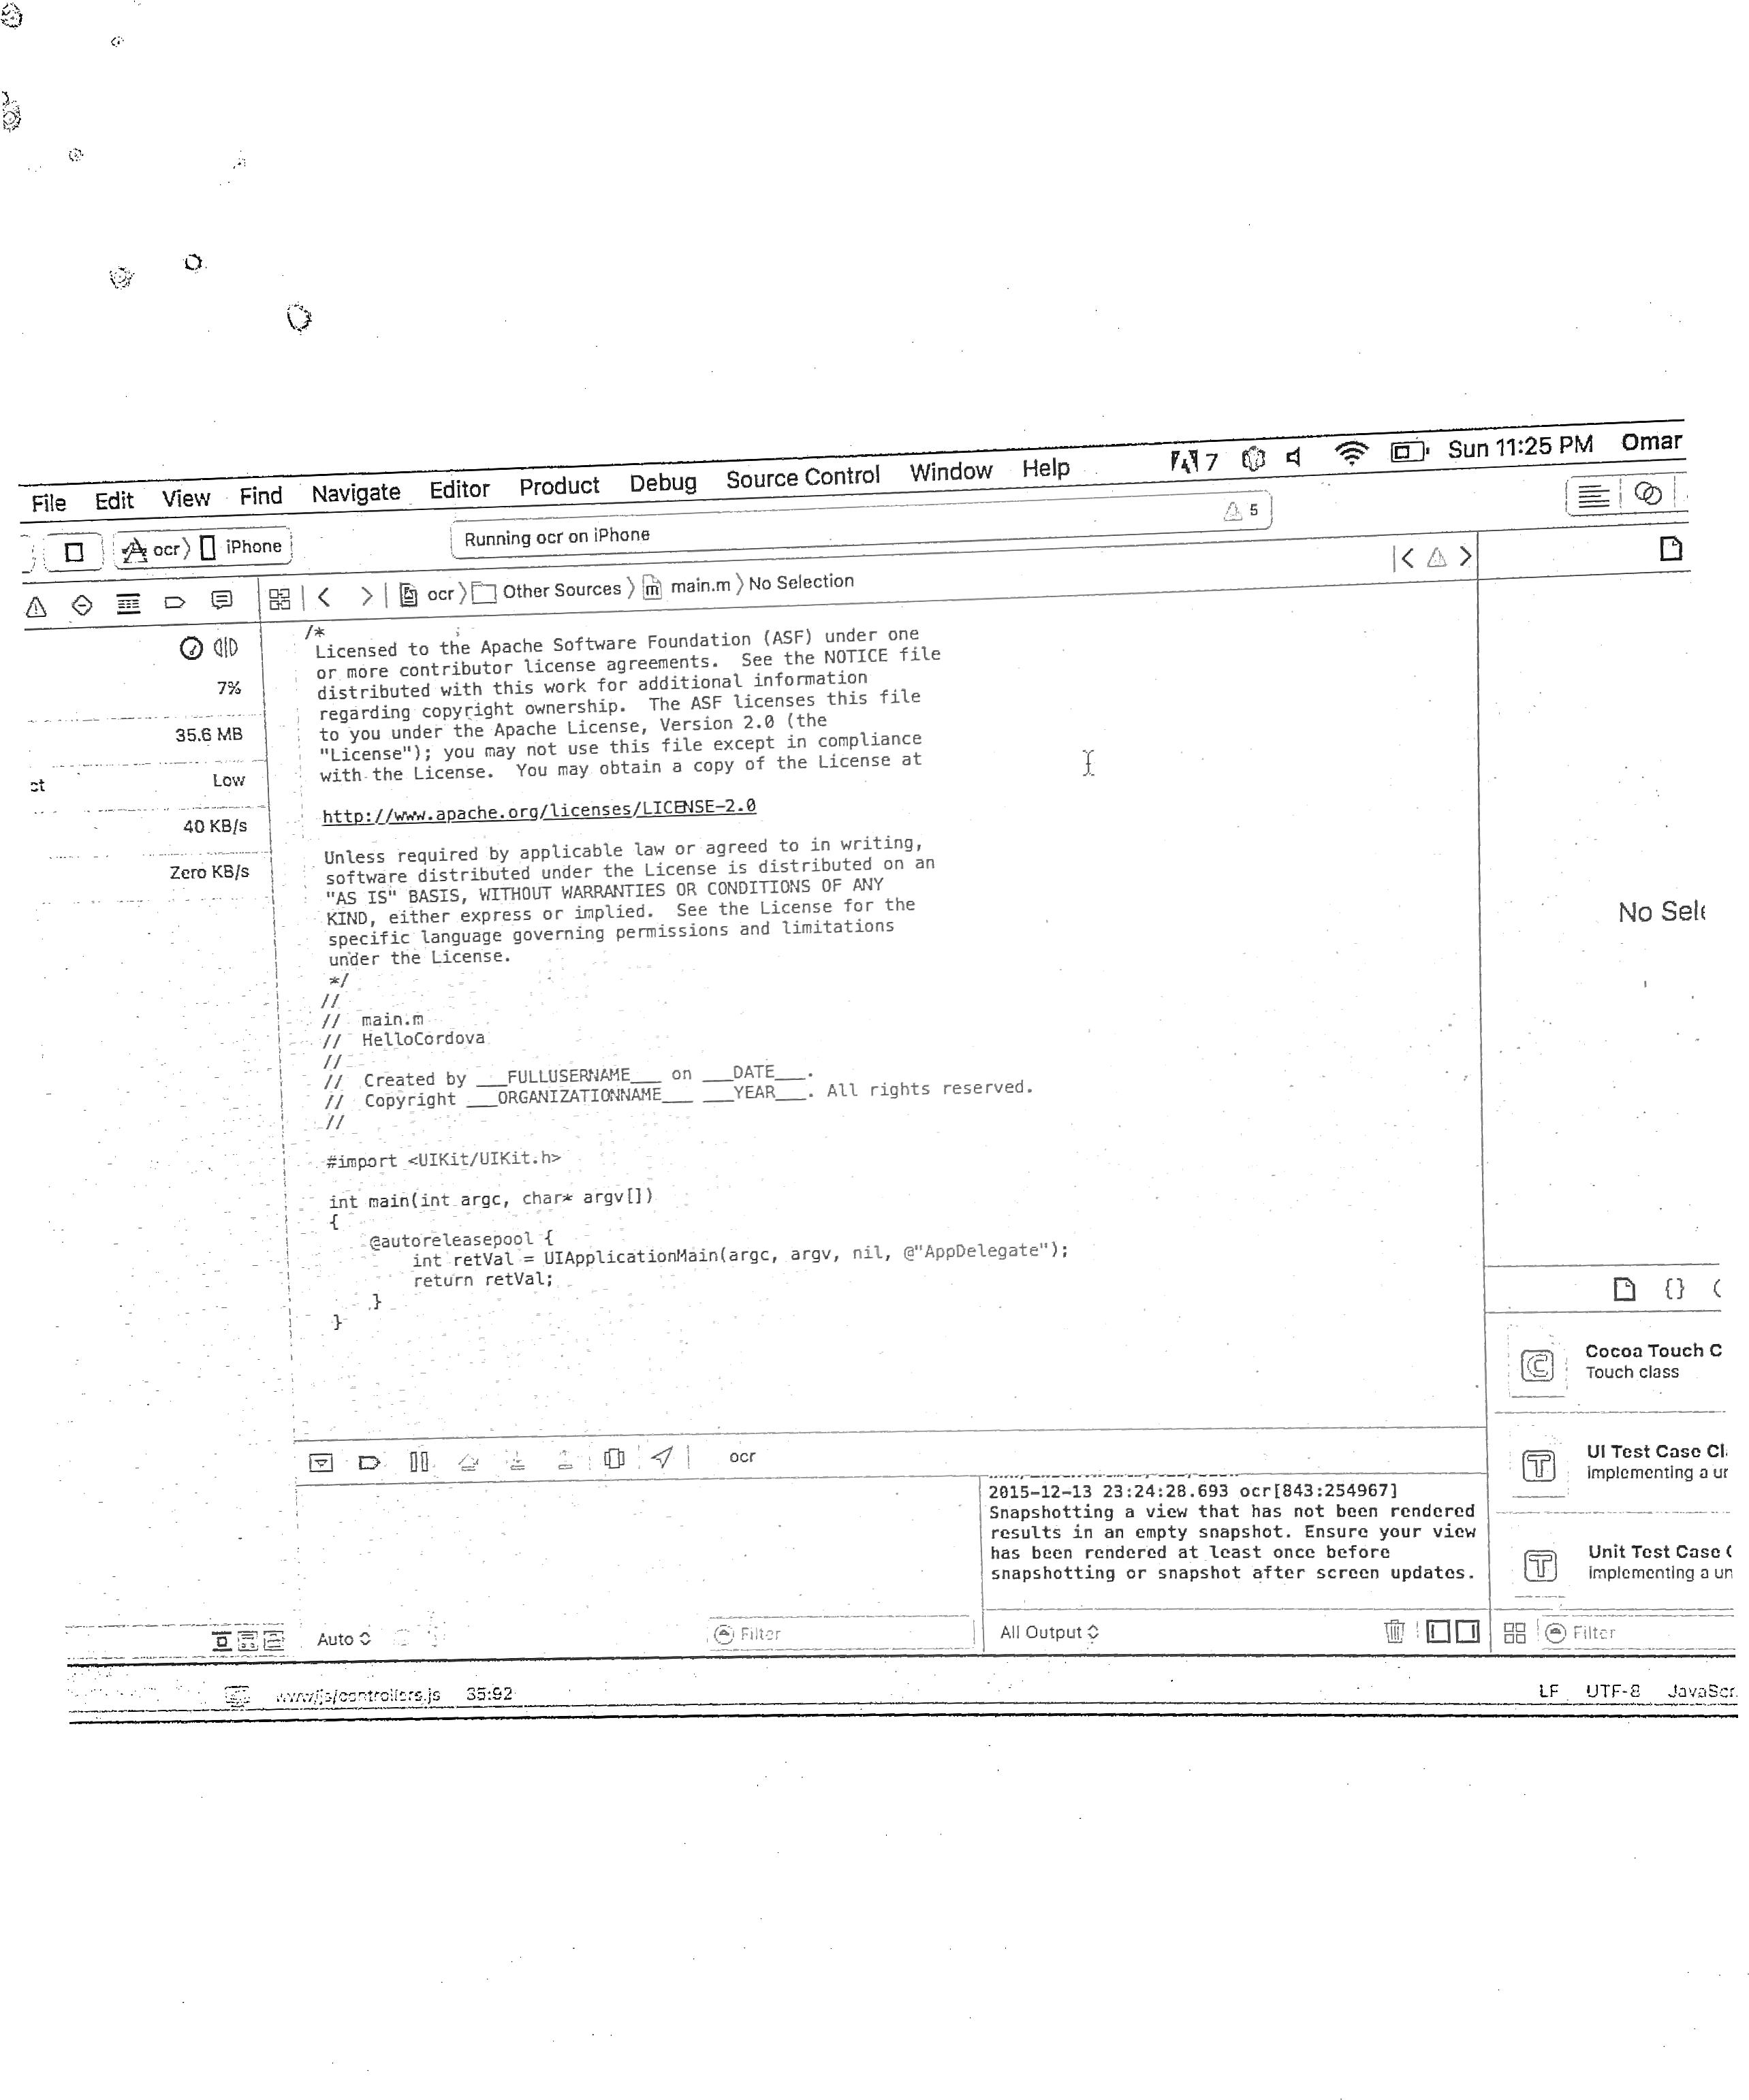 File Edit View Find Navigate Editor Product Debug Source Control Window Help 7 Sun 11:25 PM Omar
ocr iPhone Running ocr on iPhone 5
ocr Other Sources main.m No Selection
7%
35.6 MB
ct Low
40 KB/s
Zero KB/s
/*
Licensed to the Apache Software Foundation (ASF) under one
or more contributor license agreements.  See the NOTICE file
distributed with this work for additional information
regarding copyright ownership.  The ASF licenses this file
to you under the Apache License, Version 2.0 (the
"License"); you may not use this file except in compliance
with the License.  You may obtain a copy of the License at
http://www.apache.org/licenses/LICENSE-2.0
Unless required by applicable law or agreed to in writing,
software distributed under the License is distributed on an
"AS IS" BASIS, WITHOUT WARRANTIES OR CONDITIONS OF ANY
KIND, either express or implied.  See the License for the
specific language governing permissions and limitations
under the License.
*/
//
//  main.m
//  HelloCordova
//
//  Created by ___FULLUSERNAME___ on ___DATE___.
//  Copyright ___ORGANIZATIONNAME___ ___YEAR___. All rights reserved.
//
#import <UIKit/UIKit.h>
int main(int argc, char* argv[])
{
@autoreleasepool {
int retVal = UIApplicationMain(argc, argv, nil, @"AppDelegate");
return retVal;
}
}
No Sele
{}
Cocoa Touch C
Touch class
UI Test Case Cl
Implementing a un
Unit Test Case C
Implementing a un
ocr
2015-12-13 23:24:28.693 ocr[843:254967]
Snapshotting a view that has not been rendered
results in an empty snapshot. Ensure your view
has been rendered at least once before
snapshotting or snapshot after screen updates.
Auto Filter All Output Filter
www/js/controllers.js 35:92 LF UTF-8 JavaScr